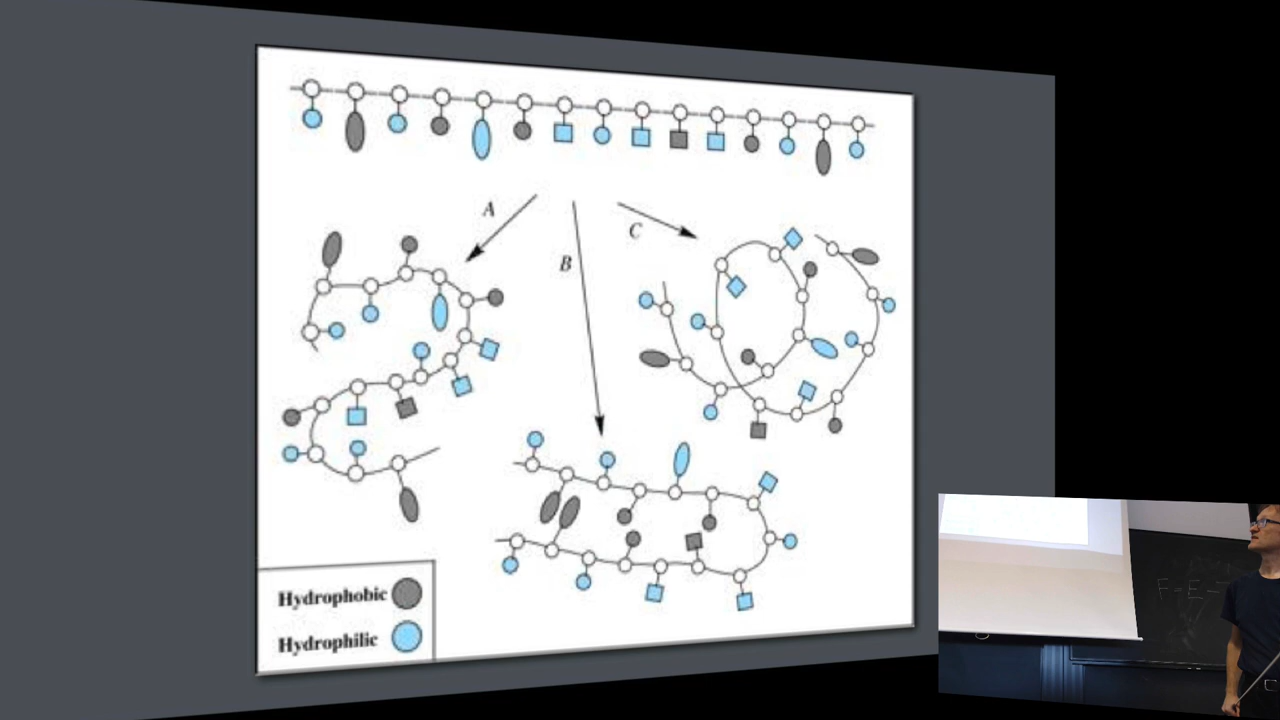 A
B
C
Hydrophobic
Hydrophilic
F = E =